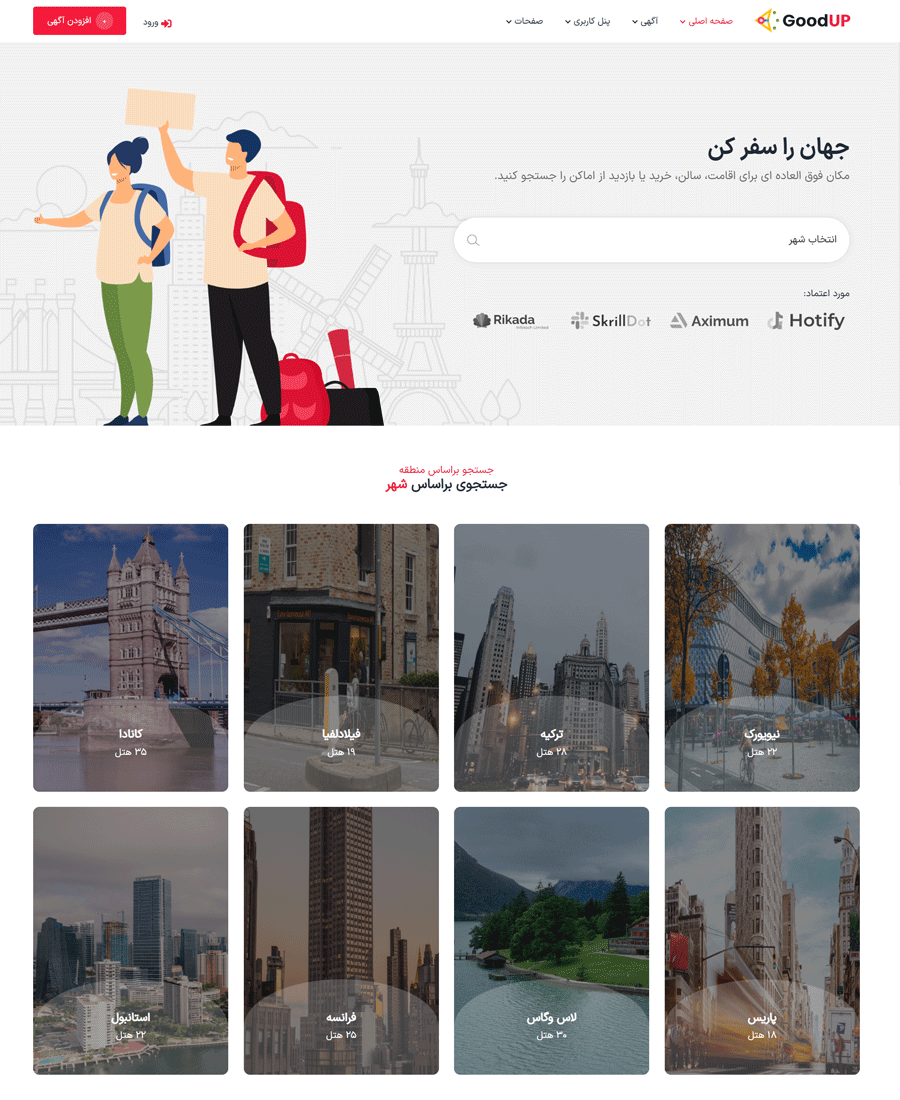 GoodUP
صفحه اصلی
آگهی
پنل کاربری
صفحات
ورود
افزودن آگهی
جهان را سفر کن
مکان فوق العاده ای برای اقامت، سالن، خرید یا بازدید از اماکن را جستجو کنید.
انتخاب شهر
مورد اعتماد:
Hotify
Aximum
SkrillDot
Rikada
جستجو براساس منطقه
جستجوی براساس شهر
نیویورک
۲۲ هتل
ترکیه
۲۸ هتل
فیلادلفیا
۱۹ هتل
کانادا
۳۵ هتل
پاریس
۱۸ هتل
لاس وگاس
۳۰ هتل
فرانسه
۲۵ هتل
استانبول
۲۲ هتل